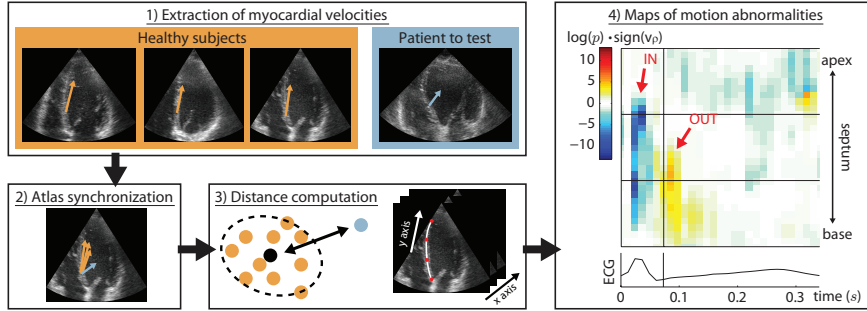 1) Extraction of myocardial velocities
Healthy subjects
Patient to test
2) Atlas synchronization
3) Distance computation
y axis
x axis
4) Maps of motion abnormalities
log(p) • sign(vρ)
10
5
0
−5
−10
IN
OUT
apex
septum
base
ECG
0
0.1
0.2
0.3
time (s)